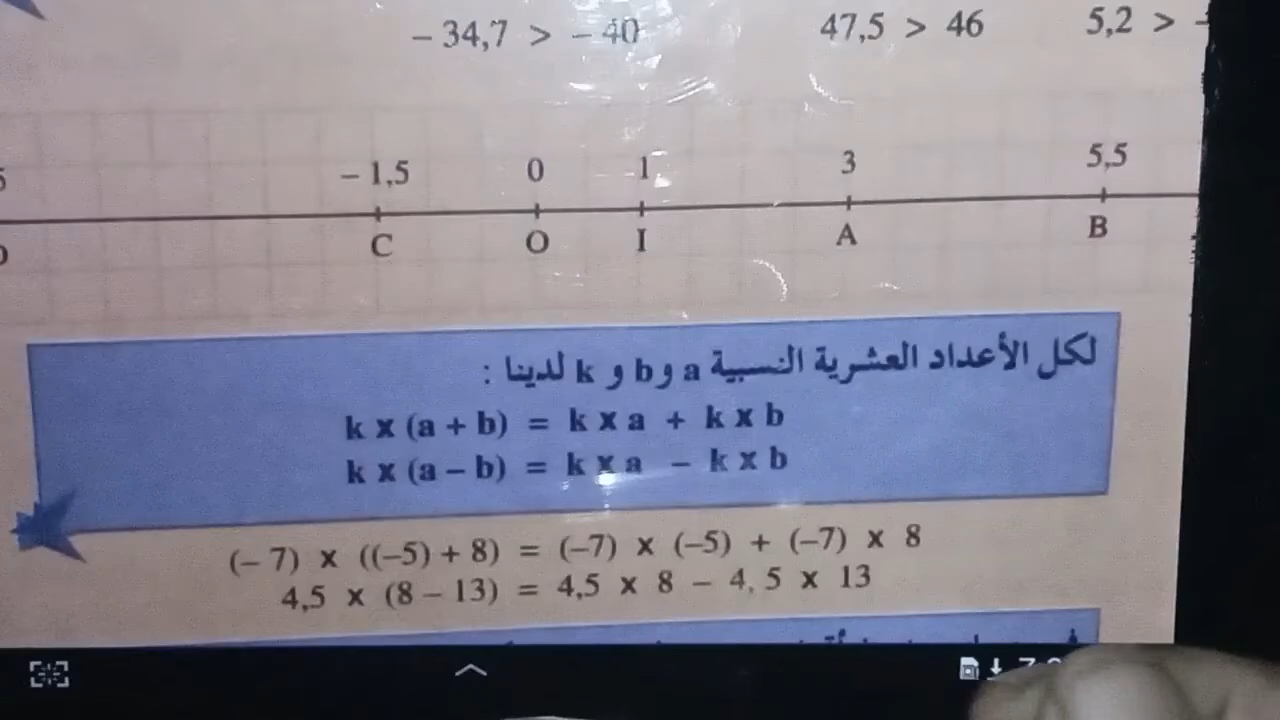 − 34,7 > − 40 47,5 > 46 5,2 > −
− 1,5 0 1 3 5,5
C O I A B
لكل الأعداد العشرية النسبية a و b و k لدينا :
k x (a + b) = k x a + k x b
k x (a − b) = k x a − k x b
(− 7) x ((−5) + 8) = (−7) x (−5) + (−7) x 8
4,5 x (8 − 13) = 4,5 x 8 − 4, 5 x 13